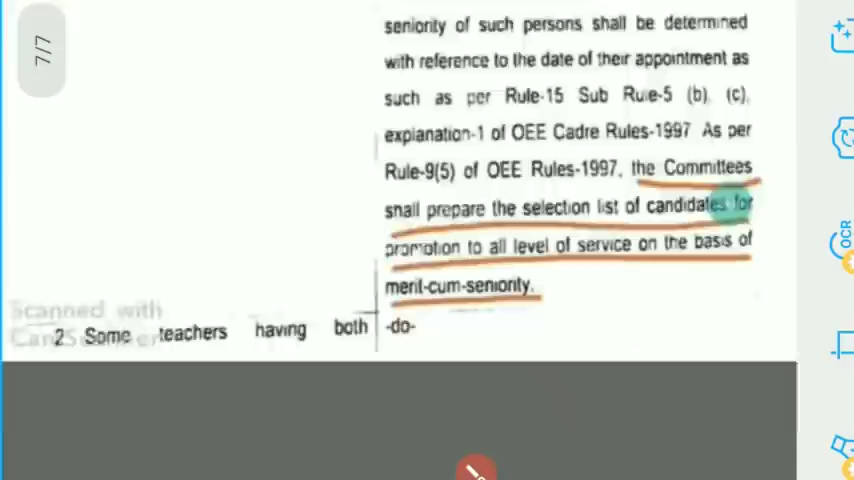 7/7
seniority of such persons shall be determined
with reference to the date of their appointment as
such as per Rule-15 Sub Rule-5 (b), (c),
explanation-1 of OEE Cadre Rules-1997 As per
Rule-9(5) of OEE Rules-1997, the Committees
shall prepare the selection list of candidates for
promotion to all level of service on the basis of
merit-cum-seniority.
Scanned with
CamScanner
2 Some teachers having both -do-
OCR